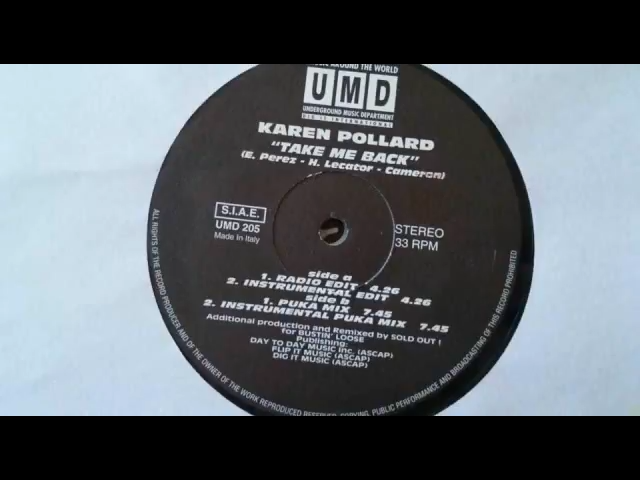 MUSIC AROUND THE WORLD
UMD
UNDERGROUND MUSIC DEPARTMENT
DIG IT INTERNATIONAL
KAREN POLLARD
"TAKE ME BACK"
(E. Perez - H. Lecator - Cameron)
S.I.A.E.
UMD 205
Made in Italy
STEREO
33 RPM
side a
1. RADIO EDIT 4.26
2. INSTRUMENTAL EDIT 4.26
side b
1. PUKA MIX 7.45
2. INSTRUMENTAL PUKA MIX 7.45
Additional production and Remixed by SOLD OUT !
for BUSTIN' LOOSE
Publishing:
DAY TO DAY MUSIC inc. (ASCAP)
FLIP IT MUSIC (ASCAP)
DIG IT MUSIC (ASCAP)
ALL RIGHTS OF THE RECORD PRODUCER AND OF THE OWNER OF THE WORK REPRODUCED RESERVED. COPYING, PUBLIC PERFORMANCE AND BROADCASTING OF THIS RECORD PROHIBITED